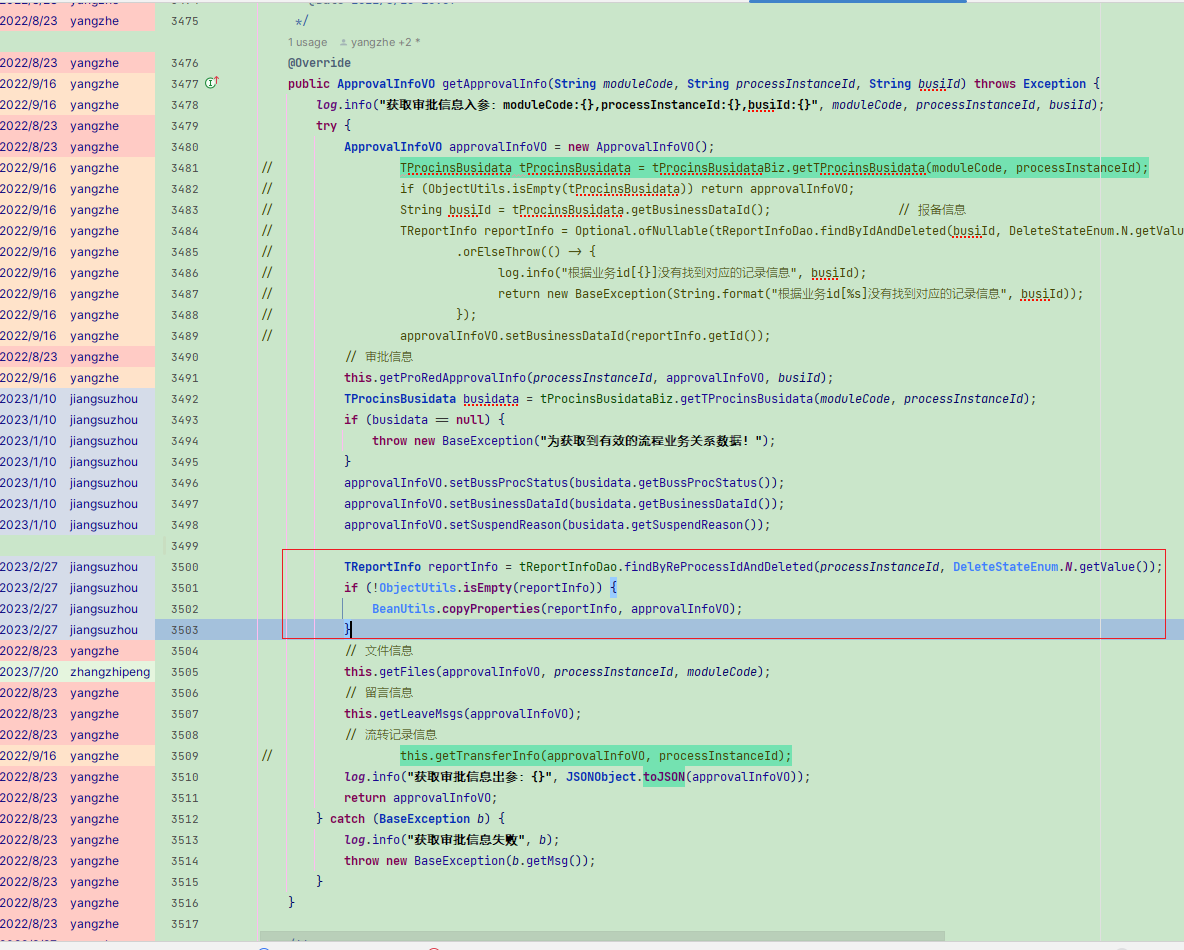 2022/8/23 yangzhe 3475 */
1 usage yangzhe +2 *
2022/8/23 yangzhe 3476 @Override
2022/9/16 yangzhe 3477 public ApprovalInfoVO getApprovalInfo(String moduleCode, String processInstanceId, String busiId) throws Exception {
2022/9/16 yangzhe 3478 log.info("获取审批信息入参：moduleCode:{},processInstanceId:{},busiId:{}", moduleCode, processInstanceId, busiId);
2022/8/23 yangzhe 3479 try {
2022/8/23 yangzhe 3480 ApprovalInfoVO approvalInfoVO = new ApprovalInfoVO();
2022/9/16 yangzhe 3481 // TProcinsBusidata tProcinsBusidata = tProcinsBusidataBiz.getTProcinsBusidata(moduleCode, processInstanceId);
2022/9/16 yangzhe 3482 // if (ObjectUtils.isEmpty(tProcinsBusidata)) return approvalInfoVO;
2022/9/16 yangzhe 3483 // String busiId = tProcinsBusidata.getBusinessDataId(); // 报备信息
2022/9/16 yangzhe 3484 // TReportInfo reportInfo = Optional.ofNullable(tReportInfoDao.findByIdAndDeleted(busiId, DeleteStateEnum.N.getValue
2022/9/16 yangzhe 3485 // .orElseThrow(() -> {
2022/9/16 yangzhe 3486 // log.info("根据业务id[{}]没有找到对应的记录信息", busiId);
2022/9/16 yangzhe 3487 // return new BaseException(String.format("根据业务id[%s]没有找到对应的记录信息", busiId));
2022/9/16 yangzhe 3488 // });
2022/9/16 yangzhe 3489 // approvalInfoVO.setBusinessDataId(reportInfo.getId());
2022/8/23 yangzhe 3490 // 审批信息
2022/9/16 yangzhe 3491 this.getProRedApprovalInfo(processInstanceId, approvalInfoVO, busiId);
2023/1/10 jiangsuzhou 3492 TProcinsBusidata busidata = tProcinsBusidataBiz.getTProcinsBusidata(moduleCode, processInstanceId);
2023/1/10 jiangsuzhou 3493 if (busidata == null) {
2023/1/10 jiangsuzhou 3494 throw new BaseException("为获取到有效的流程业务关系数据！");
2023/1/10 jiangsuzhou 3495 }
2023/1/10 jiangsuzhou 3496 approvalInfoVO.setBussProcStatus(busidata.getBussProcStatus());
2023/1/10 jiangsuzhou 3497 approvalInfoVO.setBusinessDataId(busidata.getBusinessDataId());
2023/1/10 jiangsuzhou 3498 approvalInfoVO.setSuspendReason(busidata.getSuspendReason());
3499
2023/2/27 jiangsuzhou 3500 TReportInfo reportInfo = tReportInfoDao.findByReProcessIdAndDeleted(processInstanceId, DeleteStateEnum.N.getValue());
2023/2/27 jiangsuzhou 3501 if (!ObjectUtils.isEmpty(reportInfo)) {
2023/2/27 jiangsuzhou 3502 BeanUtils.copyProperties(reportInfo, approvalInfoVO);
2023/2/27 jiangsuzhou 3503 }
2022/8/23 yangzhe 3504 // 文件信息
2023/7/20 zhangzhipeng 3505 this.getFiles(approvalInfoVO, processInstanceId, moduleCode);
2022/8/23 yangzhe 3506 // 留言信息
2022/8/23 yangzhe 3507 this.getLeaveMsgs(approvalInfoVO);
2022/8/23 yangzhe 3508 // 流转记录信息
2022/9/16 yangzhe 3509 // this.getTransferInfo(approvalInfoVO, processInstanceId);
2022/8/23 yangzhe 3510 log.info("获取审批信息出参：{}", JSONObject.toJSON(approvalInfoVO));
2022/8/23 yangzhe 3511 return approvalInfoVO;
2022/8/23 yangzhe 3512 } catch (BaseException b) {
2022/8/23 yangzhe 3513 log.info("获取审批信息失败", b);
2022/8/23 yangzhe 3514 throw new BaseException(b.getMsg());
2022/8/23 yangzhe 3515 }
2022/8/23 yangzhe 3516 }
2022/8/23 yangzhe 3517